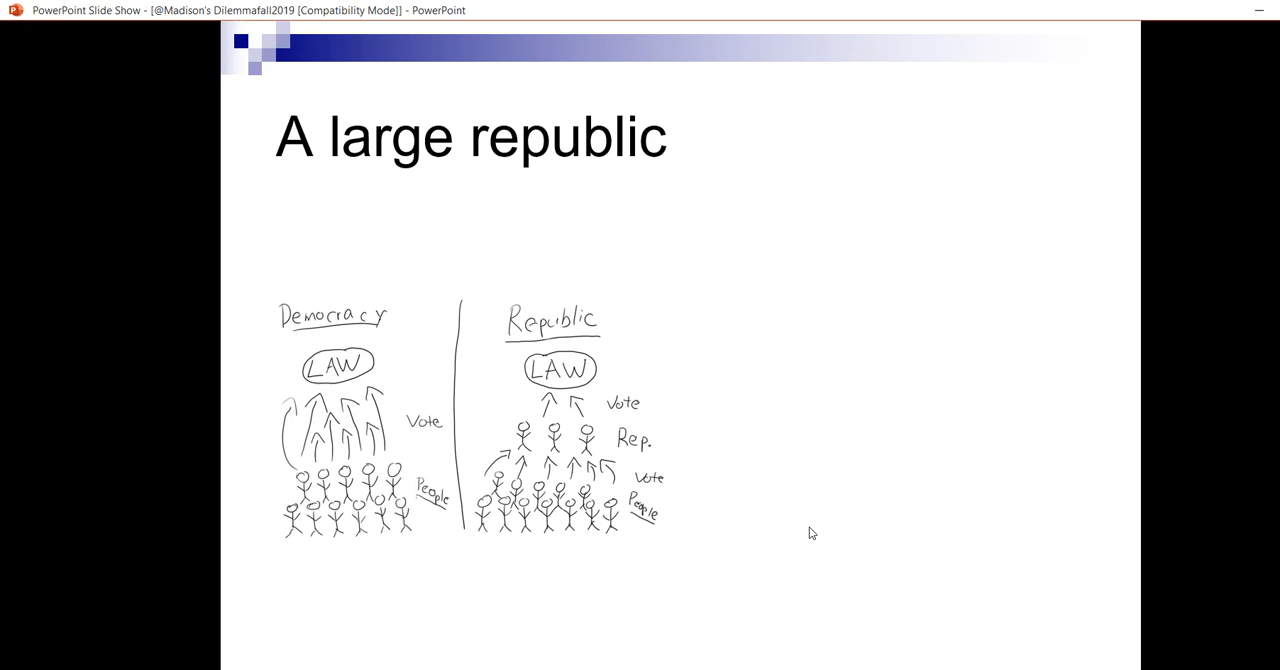 PowerPoint Slide Show - [@Madison's Dilemmafall2019 [Compatibility Mode]] - PowerPoint
A large republic
Democracy
LAW
Vote
People
Republic
LAW
Vote
Rep.
Vote
People